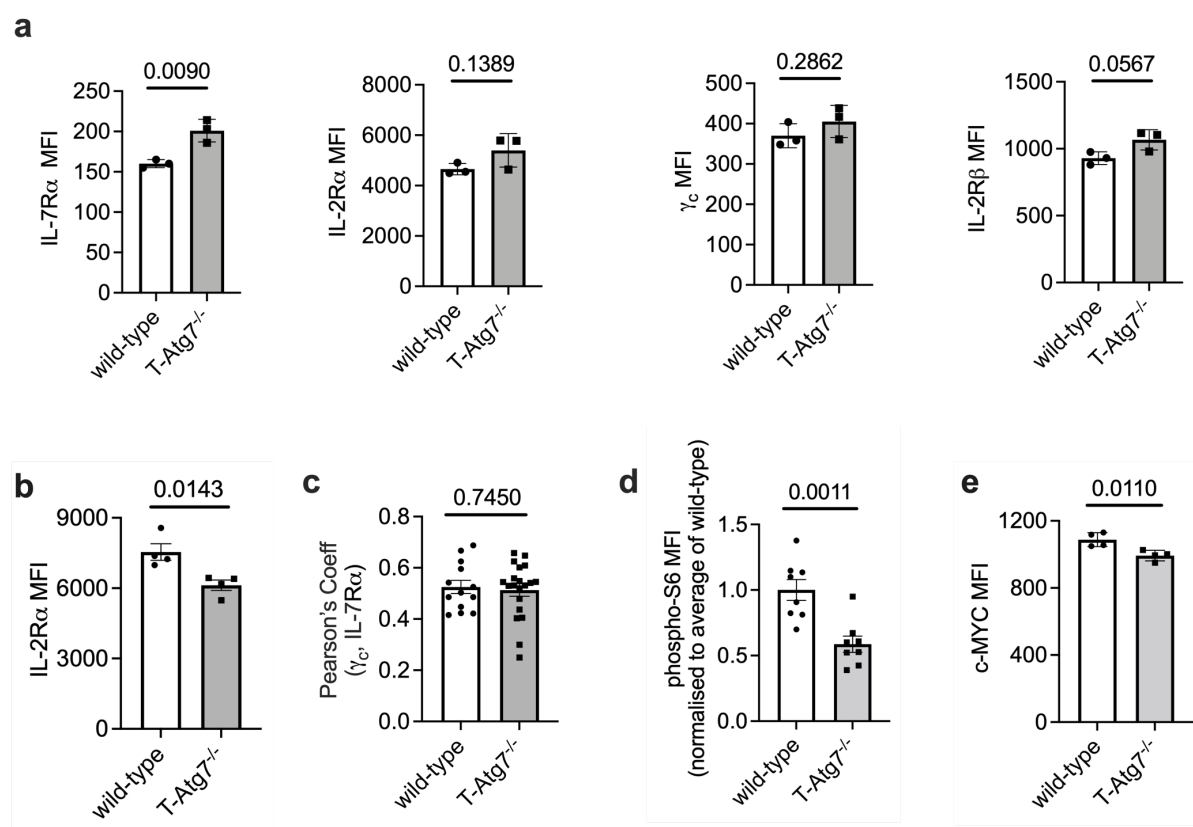 a
0.0090
IL-7Rα MFI
250
200
150
100
50
0
wild-type
T-Atg7-/-
0.1389
IL-2Rα MFI
8000
6000
4000
2000
0
wild-type
T-Atg7-/-
0.2862
γc MFI
500
400
300
200
100
0
wild-type
T-Atg7-/-
0.0567
IL-2Rβ MFI
1500
1000
500
0
wild-type
T-Atg7-/-
b
0.0143
IL-2Rα MFI
9000
6000
3000
0
wild-type
T-Atg7-/-
c
0.7450
Pearson's Coeff
(γc, IL-7Rα)
0.8
0.6
0.4
0.2
0.0
wild-type
T-Atg7-/-
d
0.0011
phospho-S6 MFI
(normalised to average of wild-type)
1.5
1.0
0.5
0.0
wild-type
T-Atg7-/-
e
0.0110
c-MYC MFI
1200
800
400
0
wild-type
T-Atg7-/-